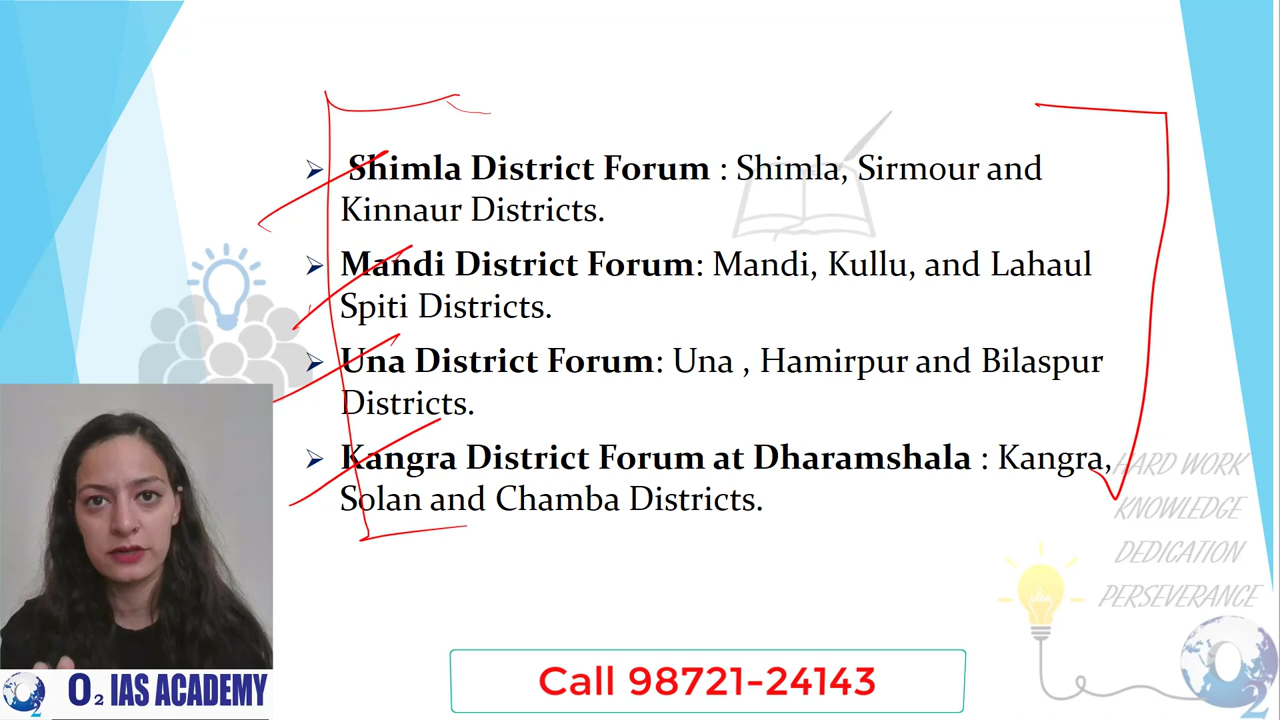 Shimla District Forum : Shimla, Sirmour and
Kinnaur Districts.
Mandi District Forum: Mandi, Kullu, and Lahaul
Spiti Districts.
Una District Forum: Una , Hamirpur and Bilaspur
Districts.
Kangra District Forum at Dharamshala : Kangra,
Solan and Chamba Districts.
HARD WORK
KNOWLEDGE
DEDICATION
PERSEVERANCE
O2
O2 IAS ACADEMY
Call 98721-24143
O2